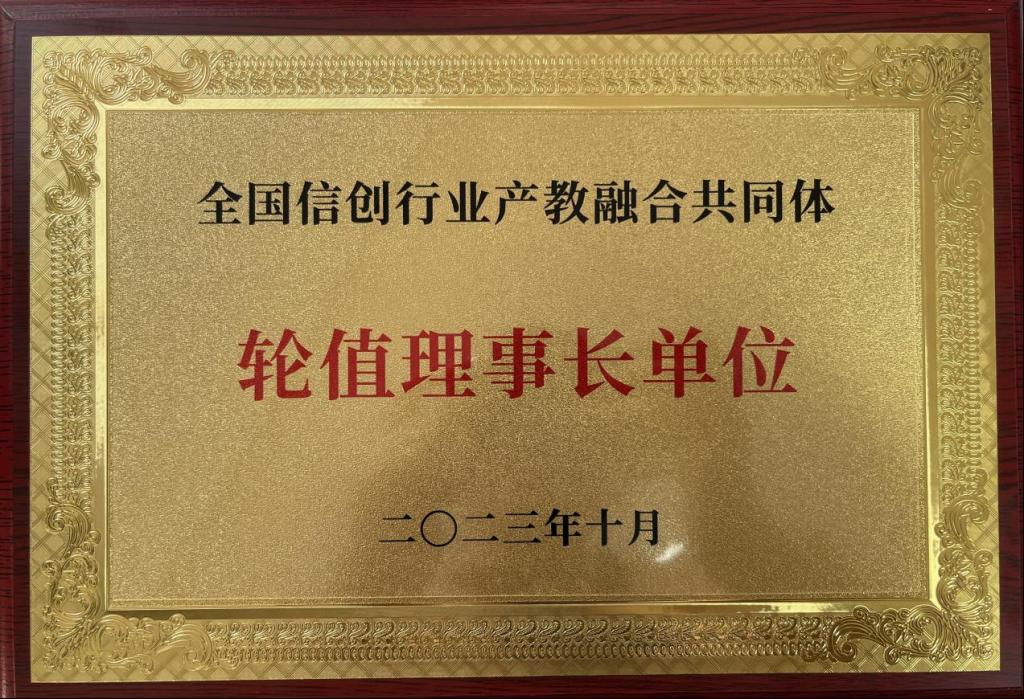 全国信创行业产教融合共同体
轮值理事长单位
二〇二三年十月